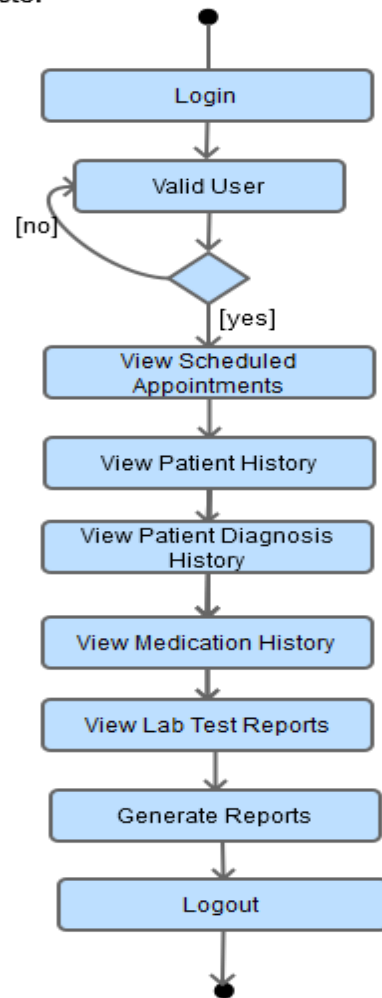 Login
Valid User
[no]
[yes]
View Scheduled
Appointments
View Patient History
View Patient Diagnosis
History
View Medication History
View Lab Test Reports
Generate Reports
Logout